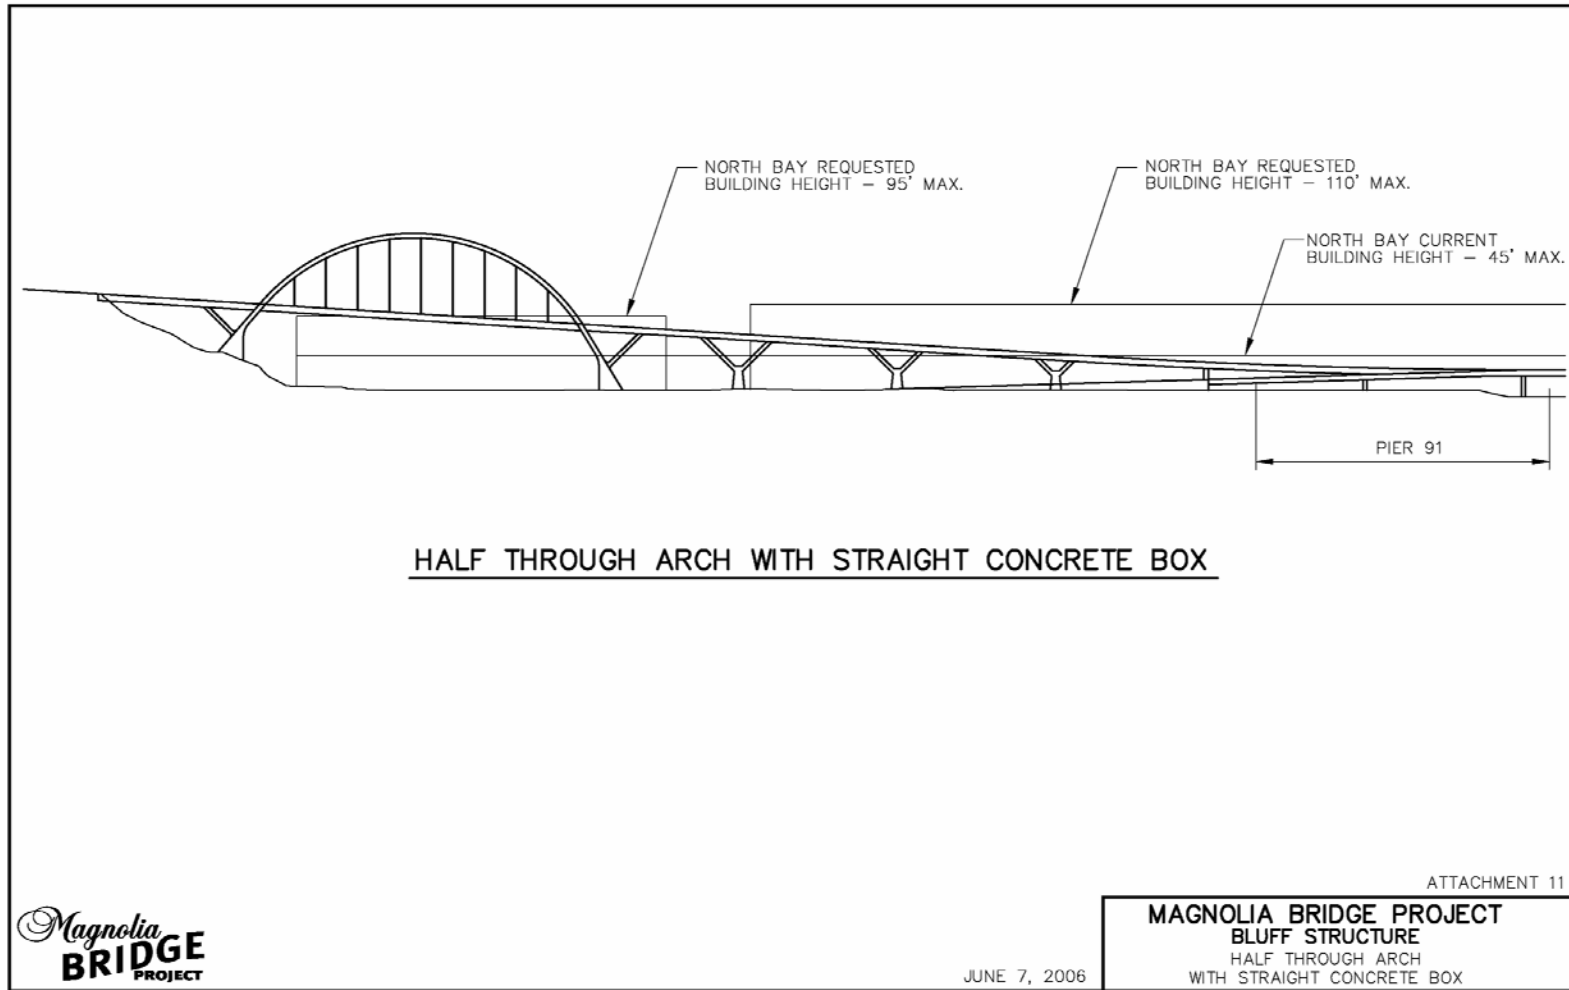 NORTH BAY REQUESTED
BUILDING HEIGHT – 95' MAX.
NORTH BAY REQUESTED
BUILDING HEIGHT – 110' MAX.
NORTH BAY CURRENT
BUILDING HEIGHT – 45' MAX.
PIER 91
HALF THROUGH ARCH WITH STRAIGHT CONCRETE BOX
ATTACHMENT 11
Magnolia
BRIDGE
PROJECT
JUNE 7, 2006
MAGNOLIA BRIDGE PROJECT
BLUFF STRUCTURE
HALF THROUGH ARCH
WITH STRAIGHT CONCRETE BOX